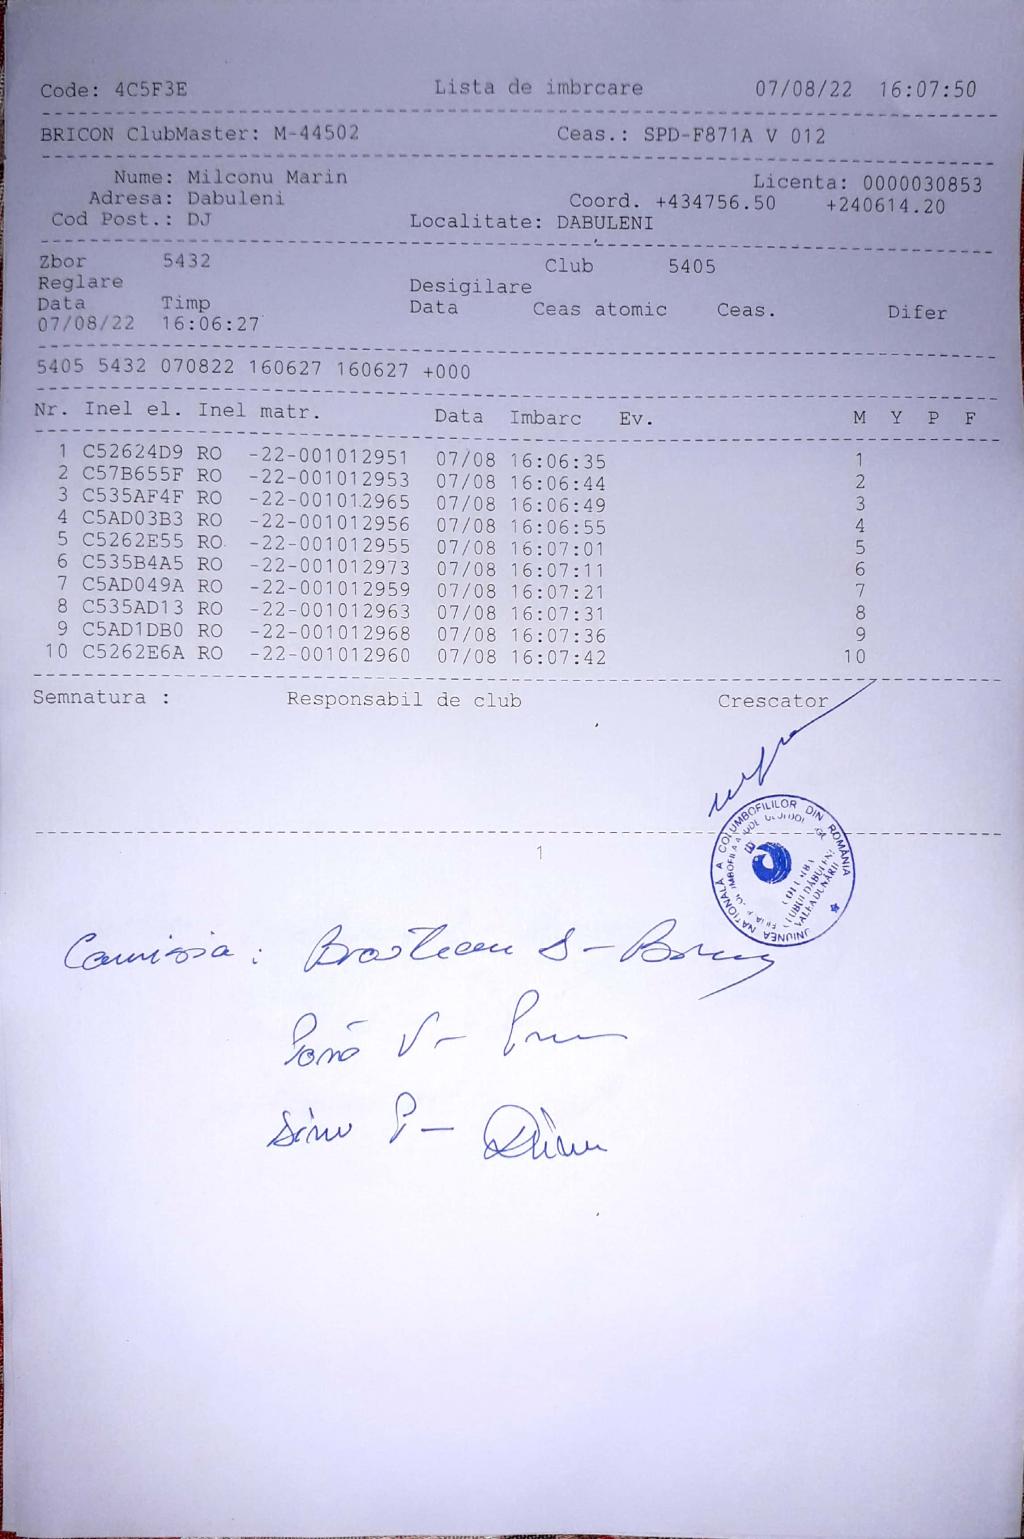 Code: 4C5F3E Lista de imbrcare 07/08/22 16:07:50
BRICON ClubMaster: M-44502 Ceas.: SPD-F871A V 012
Nume: Milconu Marin Licenta: 0000030853
Adresa: Dabuleni Coord. +434756.50 +240614.20
Cod Post.: DJ Localitate: DABULENI
Zbor 5432 Club 5405
Reglare Desigilare
Data Timp Data Ceas atomic Ceas. Difer
07/08/22 16:06:27
5405 5432 070822 160627 160627 +000
Nr. Inel el. Inel matr. Data Imbarc Ev. M Y P F
1 C52624D9 RO -22-001012951 07/08 16:06:35 1
2 C57B655F RO -22-001012953 07/08 16:06:44 2
3 C535AF4F RO -22-001012965 07/08 16:06:49 3
4 C5AD03B3 RO -22-001012956 07/08 16:06:55 4
5 C5262E55 RO -22-001012955 07/08 16:07:01 5
6 C535B4A5 RO -22-001012973 07/08 16:07:11 6
7 C5AD049A RO -22-001012959 07/08 16:07:21 7
8 C535AD13 RO -22-001012963 07/08 16:07:31 8
9 C5AD1DB0 RO -22-001012968 07/08 16:07:36 9
10 C5262E6A RO -22-001012960 07/08 16:07:42 10
Semnatura : Responsabil de club Crescator
UNIUNEA NAȚIONALĂ A COLUMBOFILILOR DIN ROMÂNIA
CLUBUL DĂBULENI
VALEA DUNĂRII
1
Comisia :